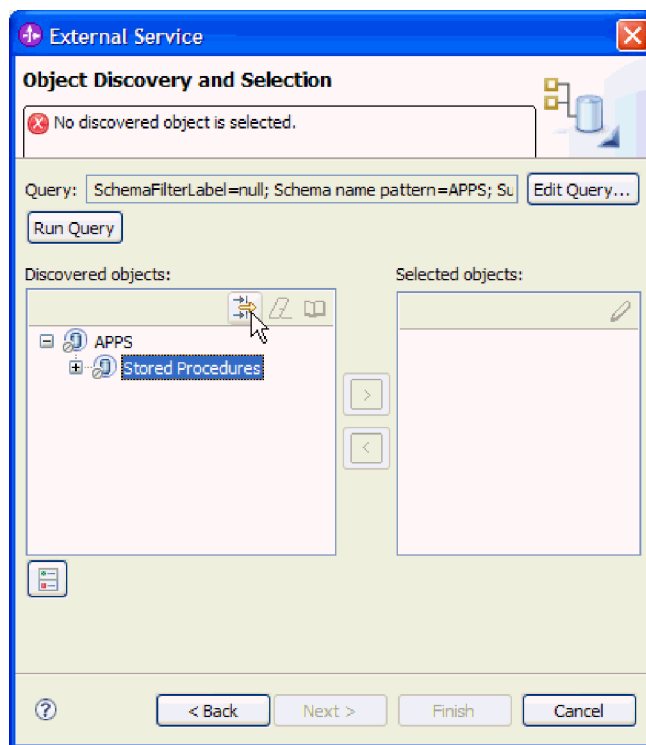 External Service
Object Discovery and Selection
No discovered object is selected.
Query: SchemaFilterLabel=null; Schema name pattern=APPS; Su Edit Query...
Run Query
Discovered objects: Selected objects:
APPS
Stored Procedures
>
<
? < Back Next > Finish Cancel